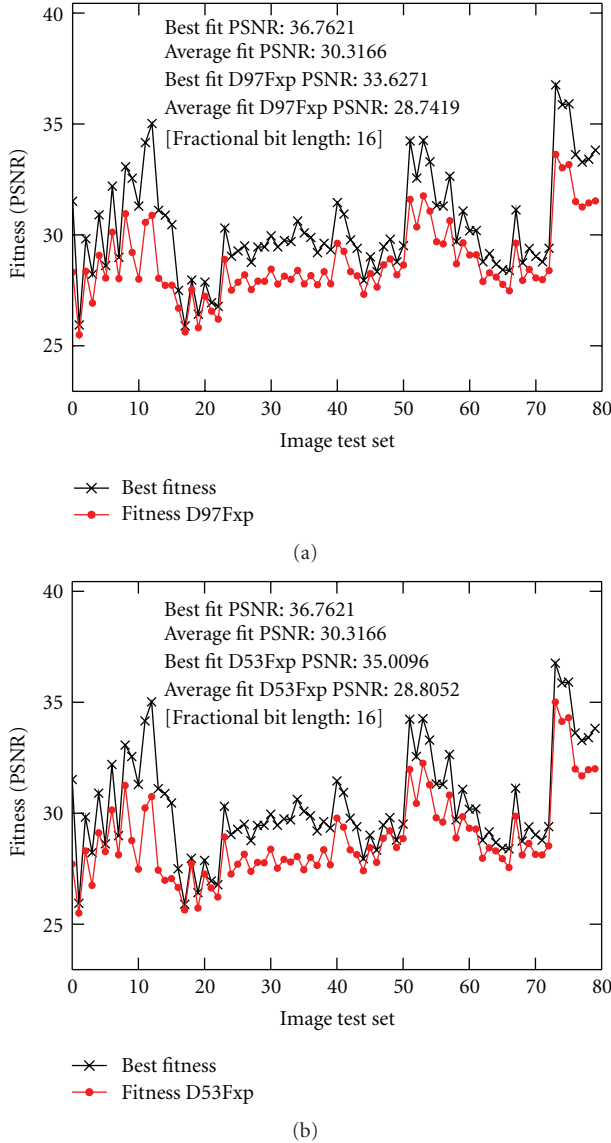 40
Best fit PSNR: 36.7621
Average fit PSNR: 30.3166
Best fit D97Fxp PSNR: 33.6271
Average fit D97Fxp PSNR: 28.7419
[Fractional bit length: 16]
35
30
25
Fitness (PSNR)
0 10 20 30 40 50 60 70 80
Image test set
Best fitness
Fitness D97Fxp
(a)
40
Best fit PSNR: 36.7621
Average fit PSNR: 30.3166
Best fit D53Fxp PSNR: 35.0096
Average fit D53Fxp PSNR: 28.8052
[Fractional bit length: 16]
35
30
25
Fitness (PSNR)
0 10 20 30 40 50 60 70 80
Image test set
Best fitness
Fitness D53Fxp
(b)